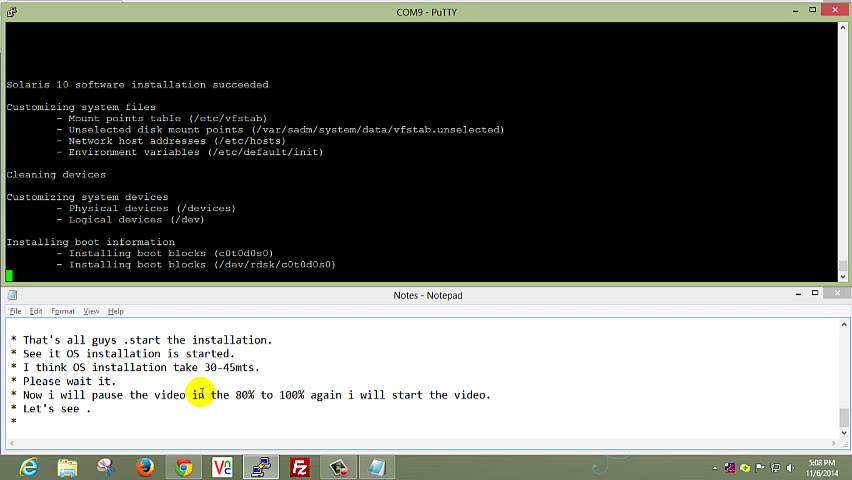 COM9 - PuTTY
Solaris 10 software installation succeeded
Customizing system files
- Mount points table (/etc/vfstab)
- Unselected disk mount points (/var/sadm/system/data/vfstab.unselected)
- Network host addresses (/etc/hosts)
- Environment variables (/etc/default/init)
Cleaning devices
Customizing system devices
- Physical devices (/devices)
- Logical devices (/dev)
Installing boot information
- Installing boot blocks (c0t0d0s0)
- Installing boot blocks (/dev/rdsk/c0t0d0s0)
Notes - Notepad
File Edit Format View Help
* That's all guys .start the installation.
* See it OS installation is started.
* I think OS installation take 30-45mts.
* Please wait it.
* Now i will pause the video in the 80% to 100% again i will start the video.
* Let's see .
*
5:08 PM
11/6/2014